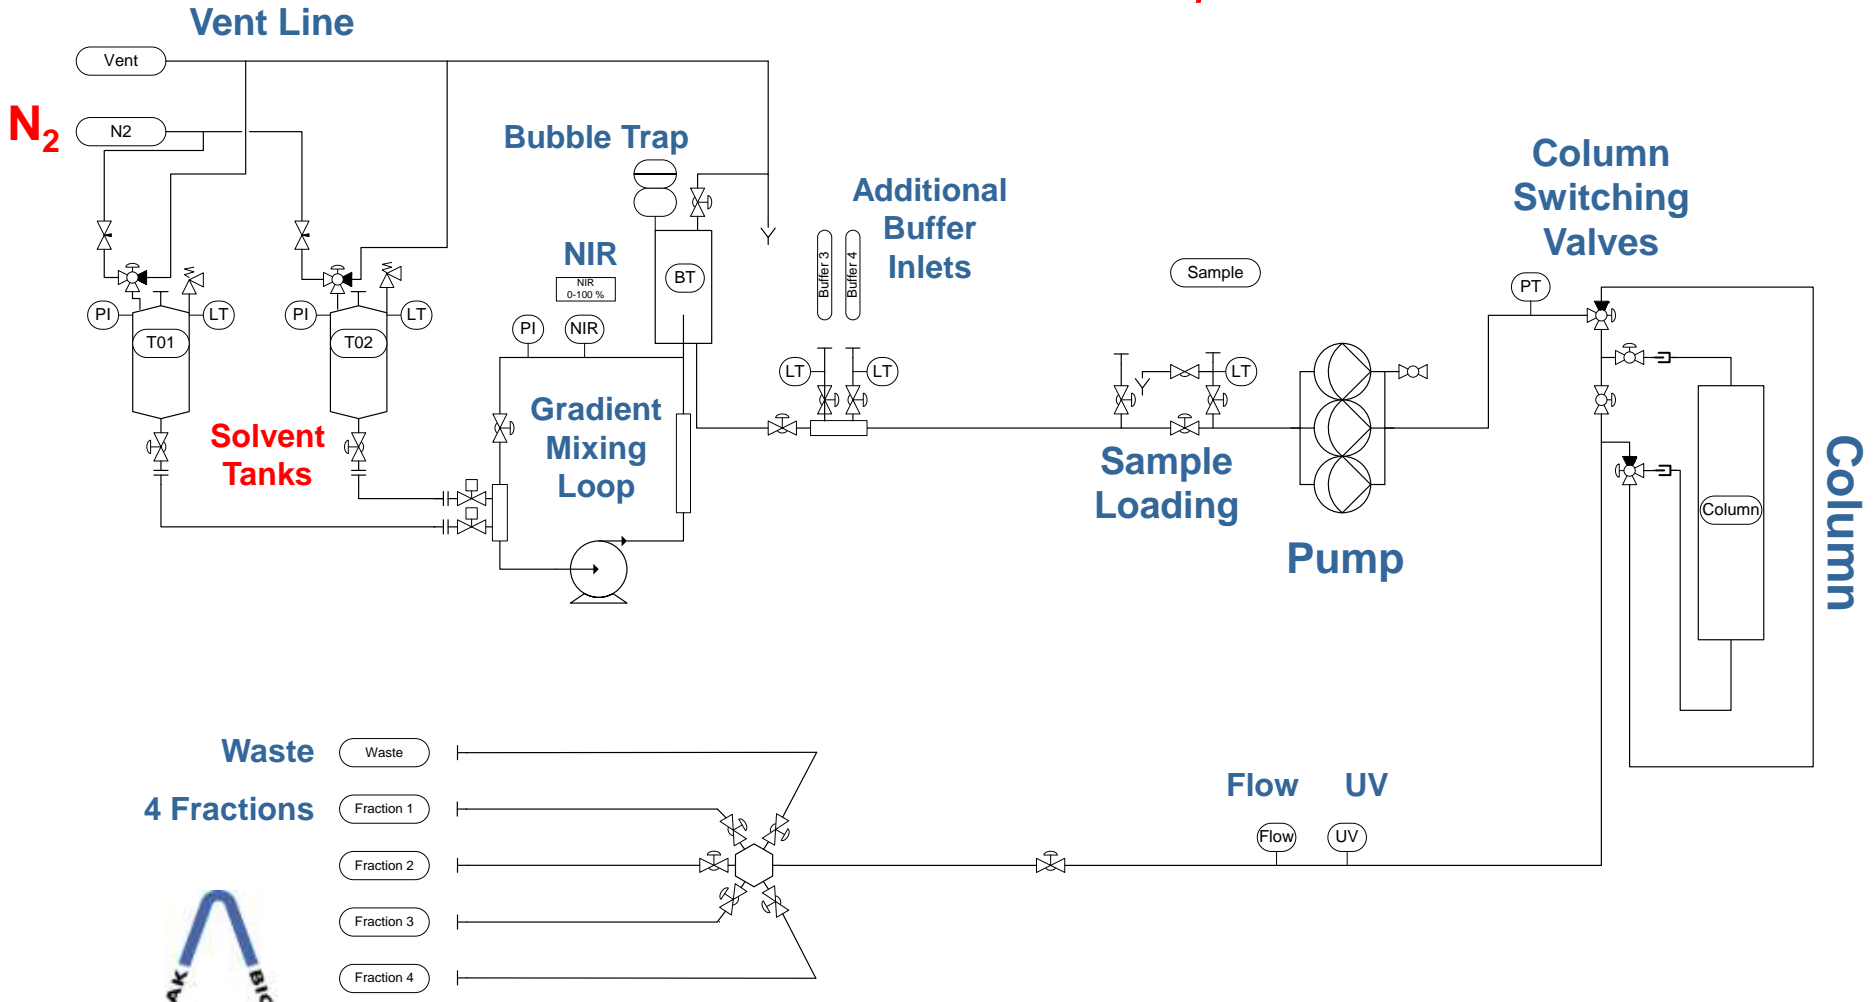 Vent Line
Vent
N2
N2
Bubble Trap
Column
Switching
Valves
Additional
Buffer
Inlets
NIR
NIR
0-100 %
BT
Buffer 3
Buffer 4
Sample
PT
PI
LT
PI
LT
PI
NIR
T01
T02
LT
LT
LT
Gradient
Mixing
Loop
Solvent
Tanks
Sample
Loading
Pump
Column
Column
Waste
Waste
4 Fractions
Fraction 1
Fraction 2
Fraction 3
Fraction 4
Flow
UV
Flow
UV
AK
BIO